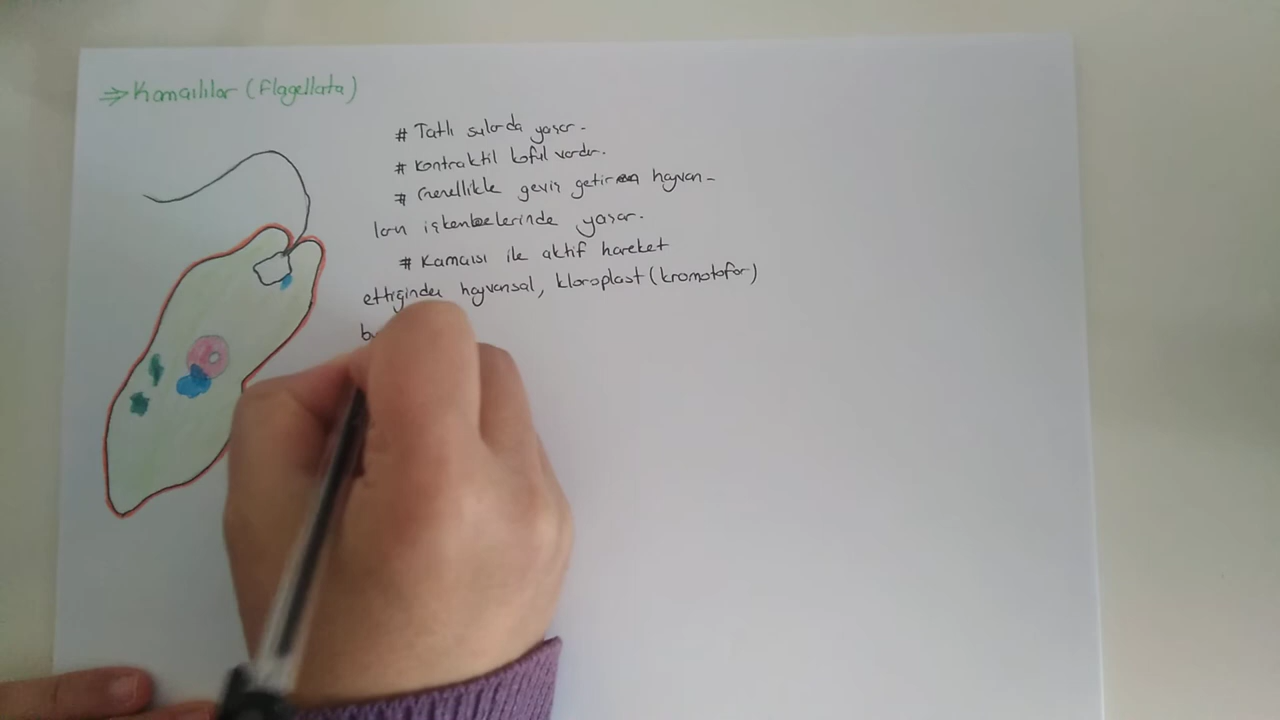 ⇒ Kamçılılar (Flagellata)
# Tatlı sularda yaşar.
# Kontraktil koful vardır.
# Genellikle geviş getiren hayvan-
ların işkembelerinde yaşar.
# Kamçısı ile aktif hareket
ettiğinden hayvansal, kloroplast (kromotofor)